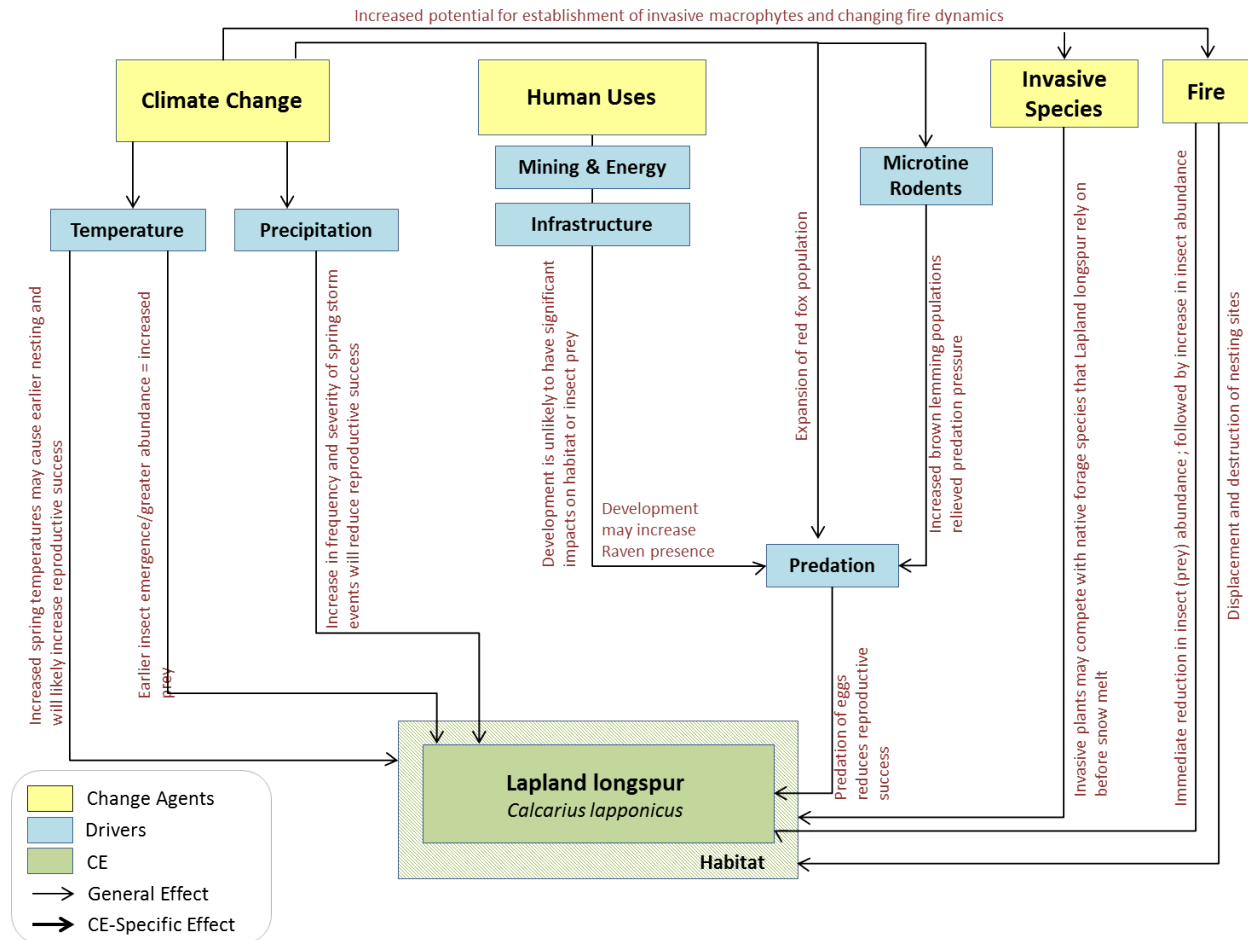 Increased potential for establishment of invasive macrophytes and changing fire dynamics
Climate Change
Human Uses
Invasive
Species
Fire
Mining & Energy
Infrastructure
Microtine
Rodents
Temperature
Precipitation
Increased spring temperatures may cause earlier nesting and
will likely increase reproductive success
Earlier insect emergence/greater abundance = increased
prey
Increase in frequency and severity of spring storm
events will reduce reproductive success
Development is unlikely to have significant
impacts on habitat or insect prey
Development
may increase
Raven presence
Expansion of red fox population
Increased brown lemming populations
relieved predation pressure
Predation
Predation of eggs
reduces reproductive
success
Invasive plants may compete with native forage species that Lapland longspur rely on
before snow melt
Immediate reduction in insect (prey) abundance ; followed by increase in insect abundance
Displacement and destruction of nesting sites
Lapland longspur
Calcarius lapponicus
Habitat
Change Agents
Drivers
CE
General Effect
CE-Specific Effect